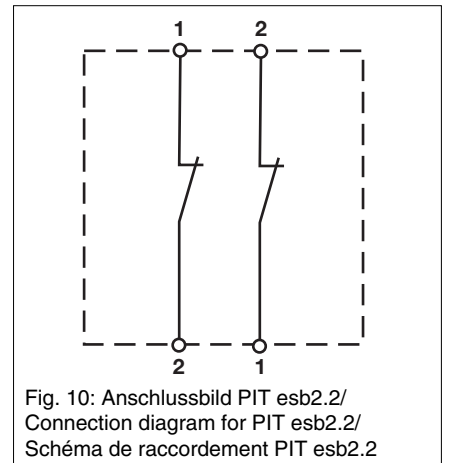 1 2
2 1
Fig. 10: Anschlussbild PIT esb2.2/
Connection diagram for PIT esb2.2/
Schéma de raccordement PIT esb2.2